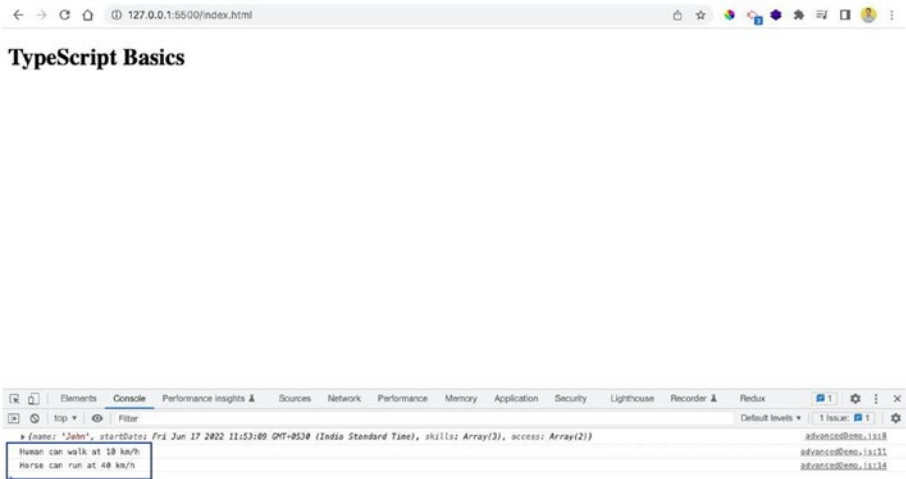 127.0.0.1:5500/index.html
TypeScript Basics
Elements Console Performance insights Sources Network Performance Memory Application Security Lighthouse Recorder Redux 1
top Filter Default levels 1 Issue: 1
{name: 'John', startDate: Fri Jun 17 2022 11:53:09 GMT+0530 (India Standard Time), skills: Array(3), access: Array(2)} advancedDemo.js:8
Human can walk at 10 km/h advancedDemo.js:11
Horse can run at 40 km/h advancedDemo.js:14